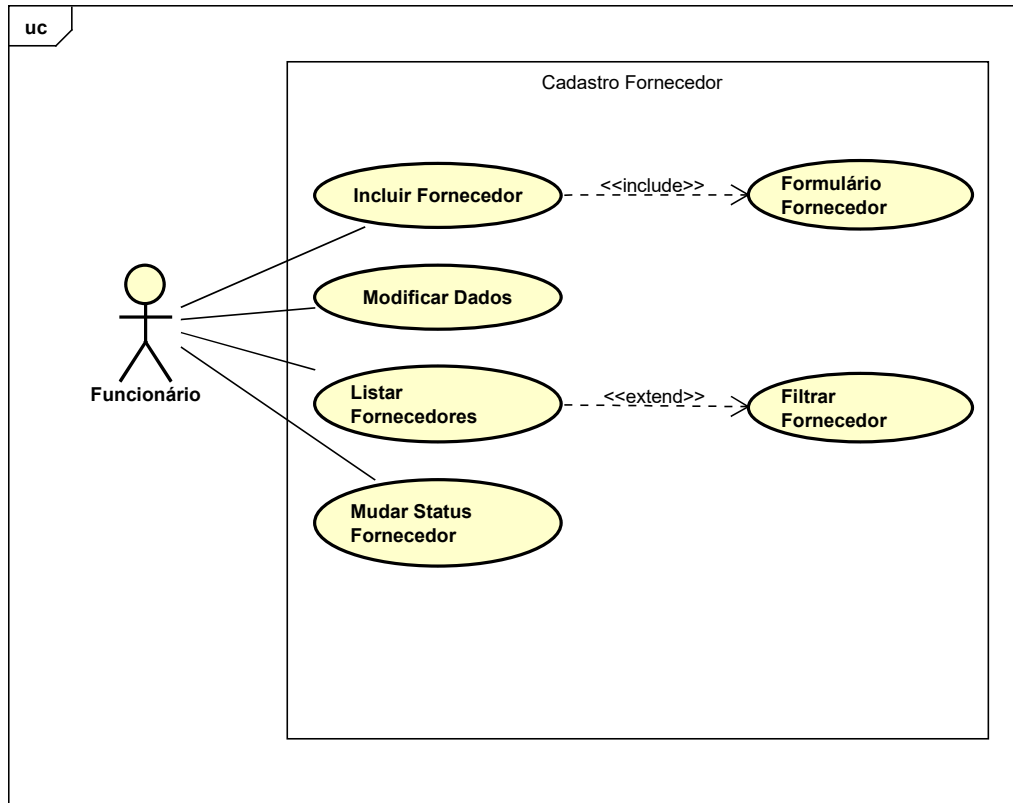 uc
Cadastro Fornecedor
Incluir Fornecedor
<<include>>
Formulário
Fornecedor
Modificar Dados
Funcionário
Listar
Fornecedores
<<extend>>
Filtrar
Fornecedor
Mudar Status
Fornecedor